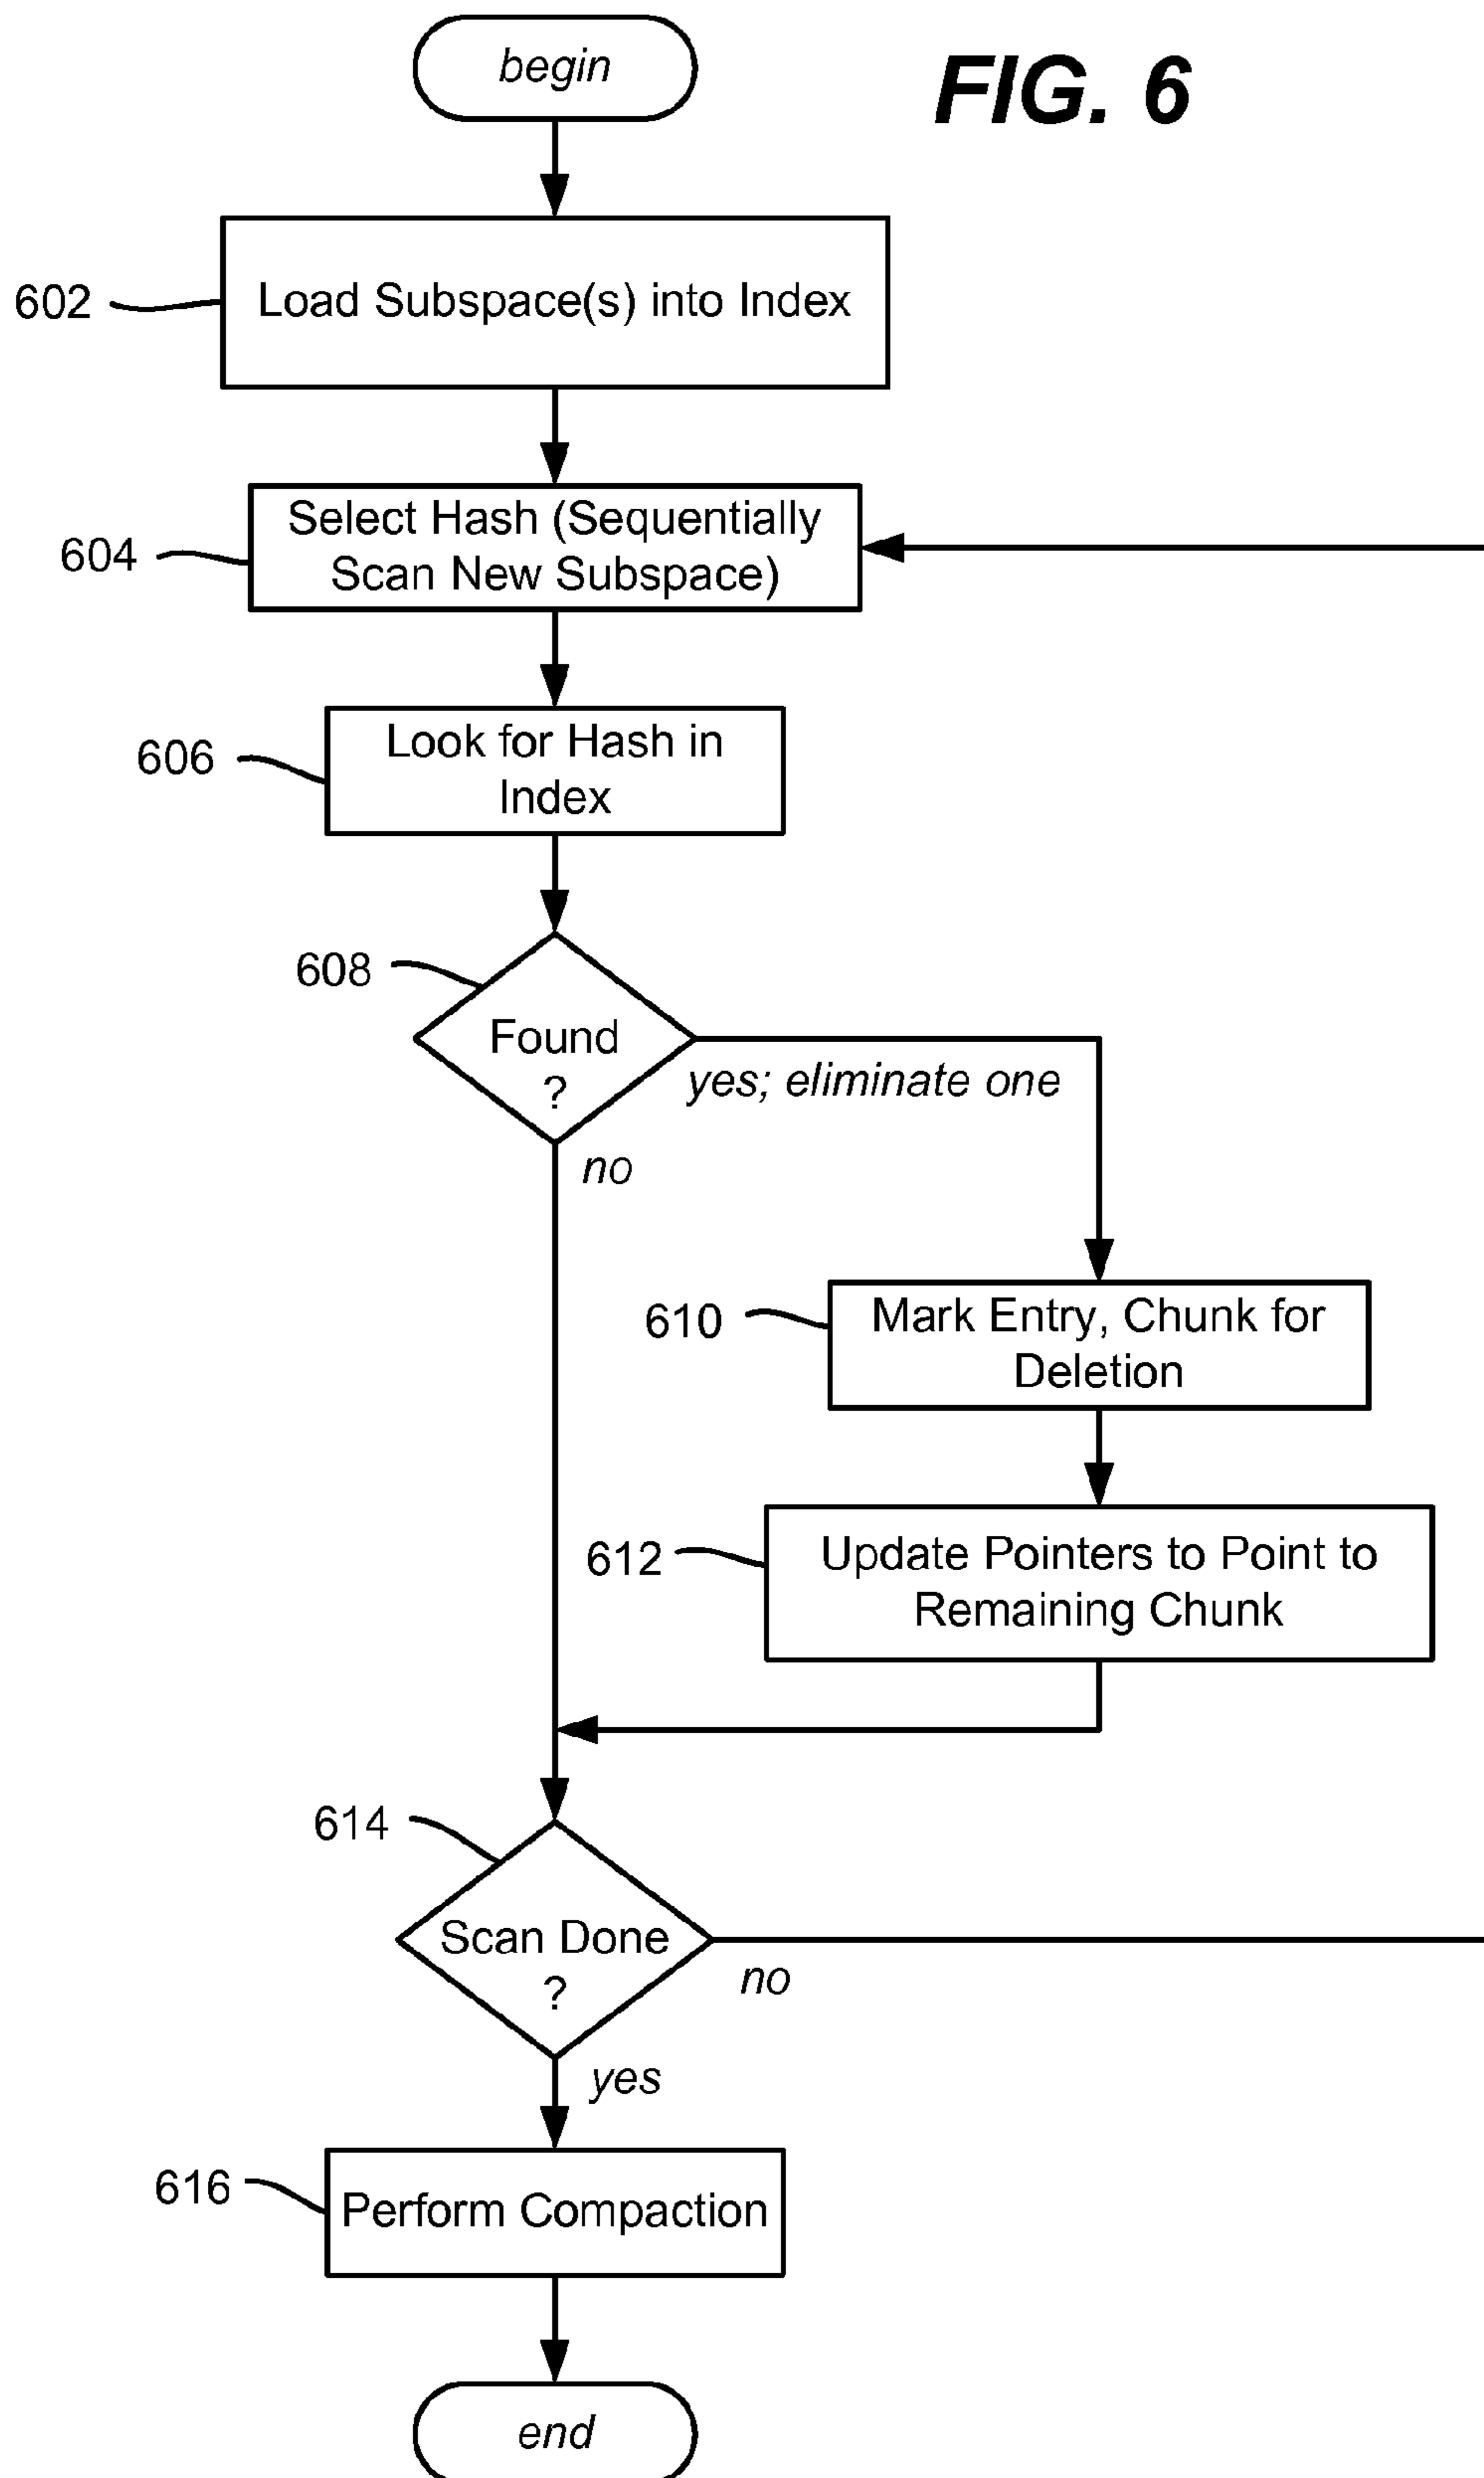 begin
FIG. 6
602
Load Subspace(s) into Index
604
Select Hash (Sequentially
Scan New Subspace)
606
Look for Hash in
Index
608
Found
?
yes; eliminate one
no
610
Mark Entry, Chunk for
Deletion
612
Update Pointers to Point to
Remaining Chunk
614
Scan Done
?
no
yes
616
Perform Compaction
end